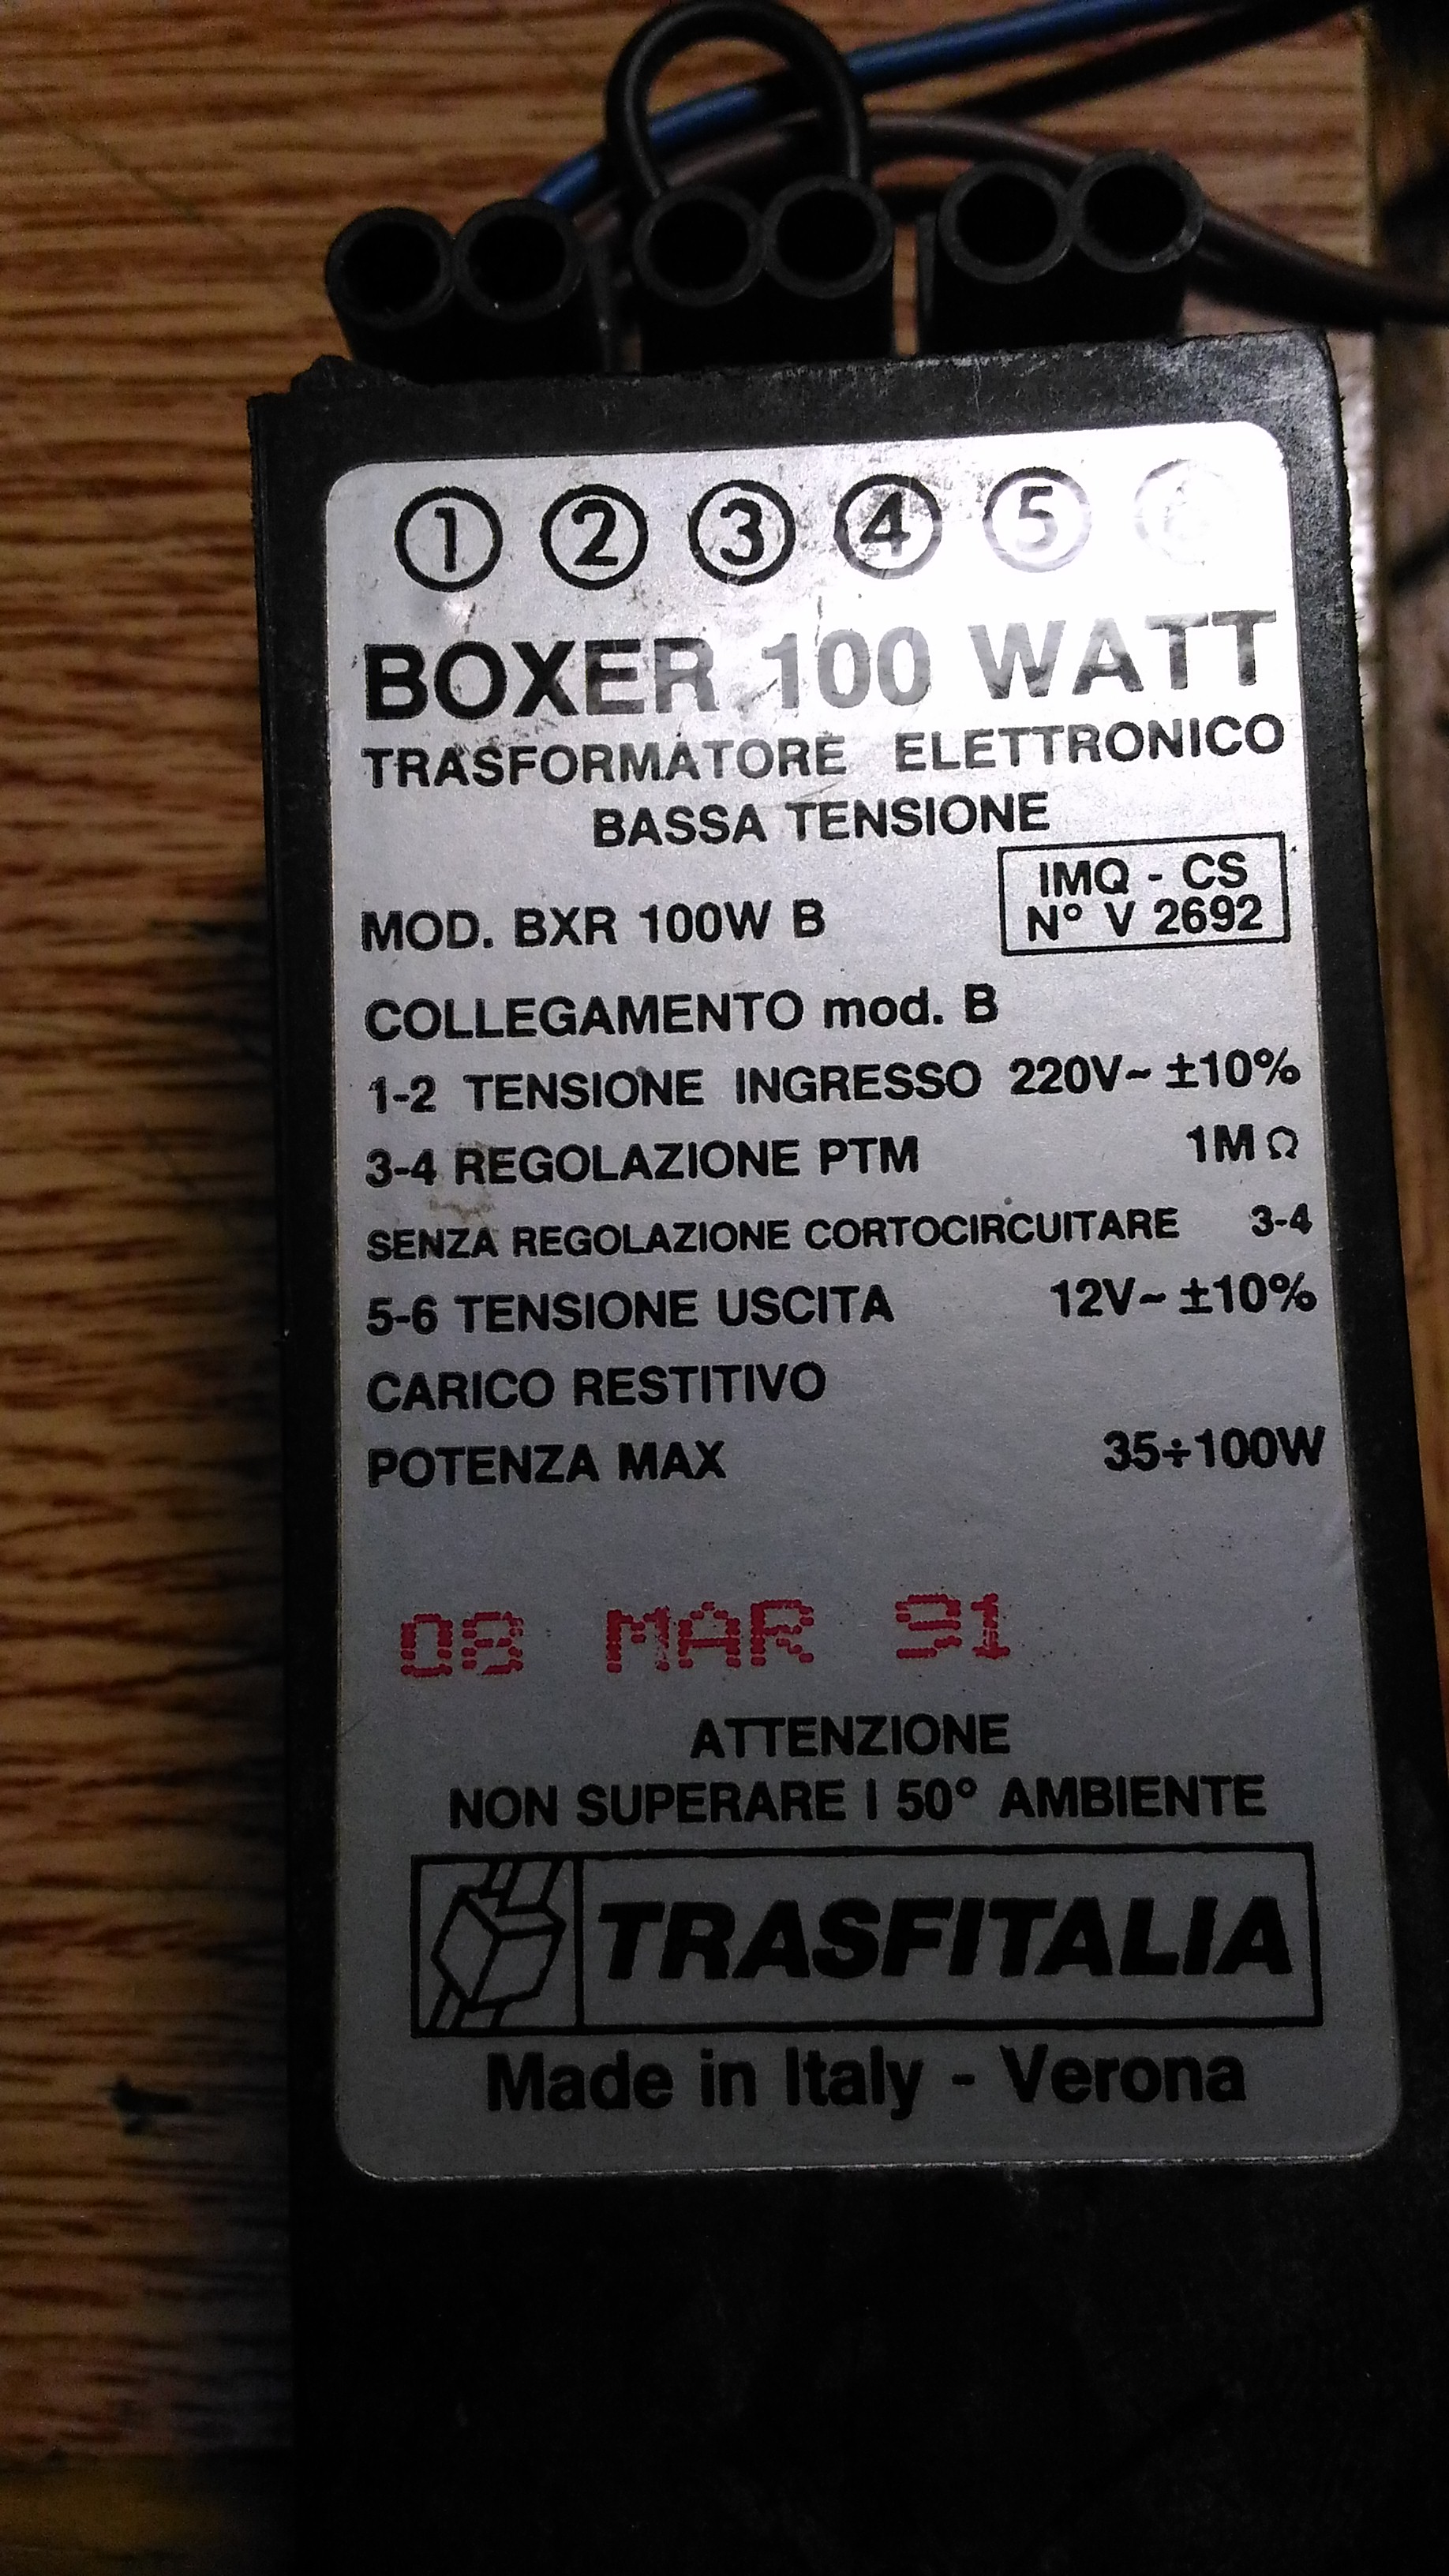 1 2 3 4 5 6
BOXER 100 WATT
TRASFORMATORE ELETTRONICO
BASSA TENSIONE
IMQ - CS
MOD. BXR 100W B N° V 2692
COLLEGAMENTO mod. B
1-2 TENSIONE INGRESSO 220V~ ±10%
3-4 REGOLAZIONE PTM 1M Ω
SENZA REGOLAZIONE CORTOCIRCUITARE 3-4
5-6 TENSIONE USCITA 12V~ ±10%
CARICO RESTITIVO
POTENZA MAX 35÷100W
08 MAR 91
ATTENZIONE
NON SUPERARE I 50° AMBIENTE
TRASFITALIA
Made in Italy - Verona